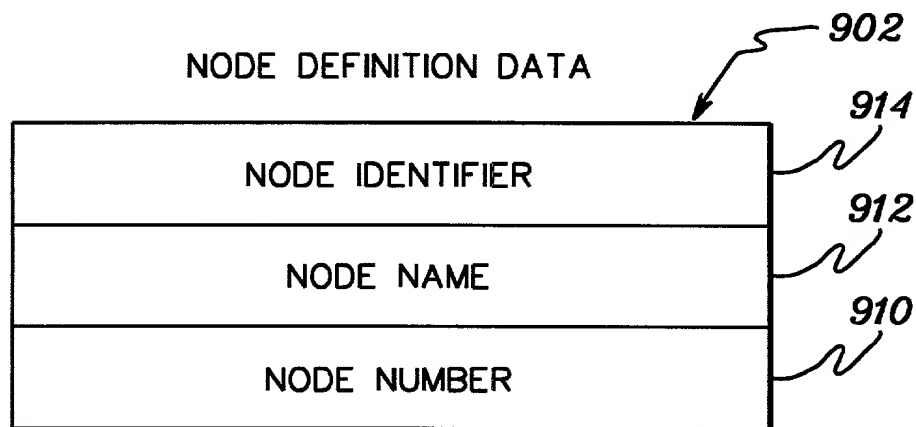 902
NODE DEFINITION DATA
914
NODE IDENTIFIER
912
NODE NAME
910
NODE NUMBER